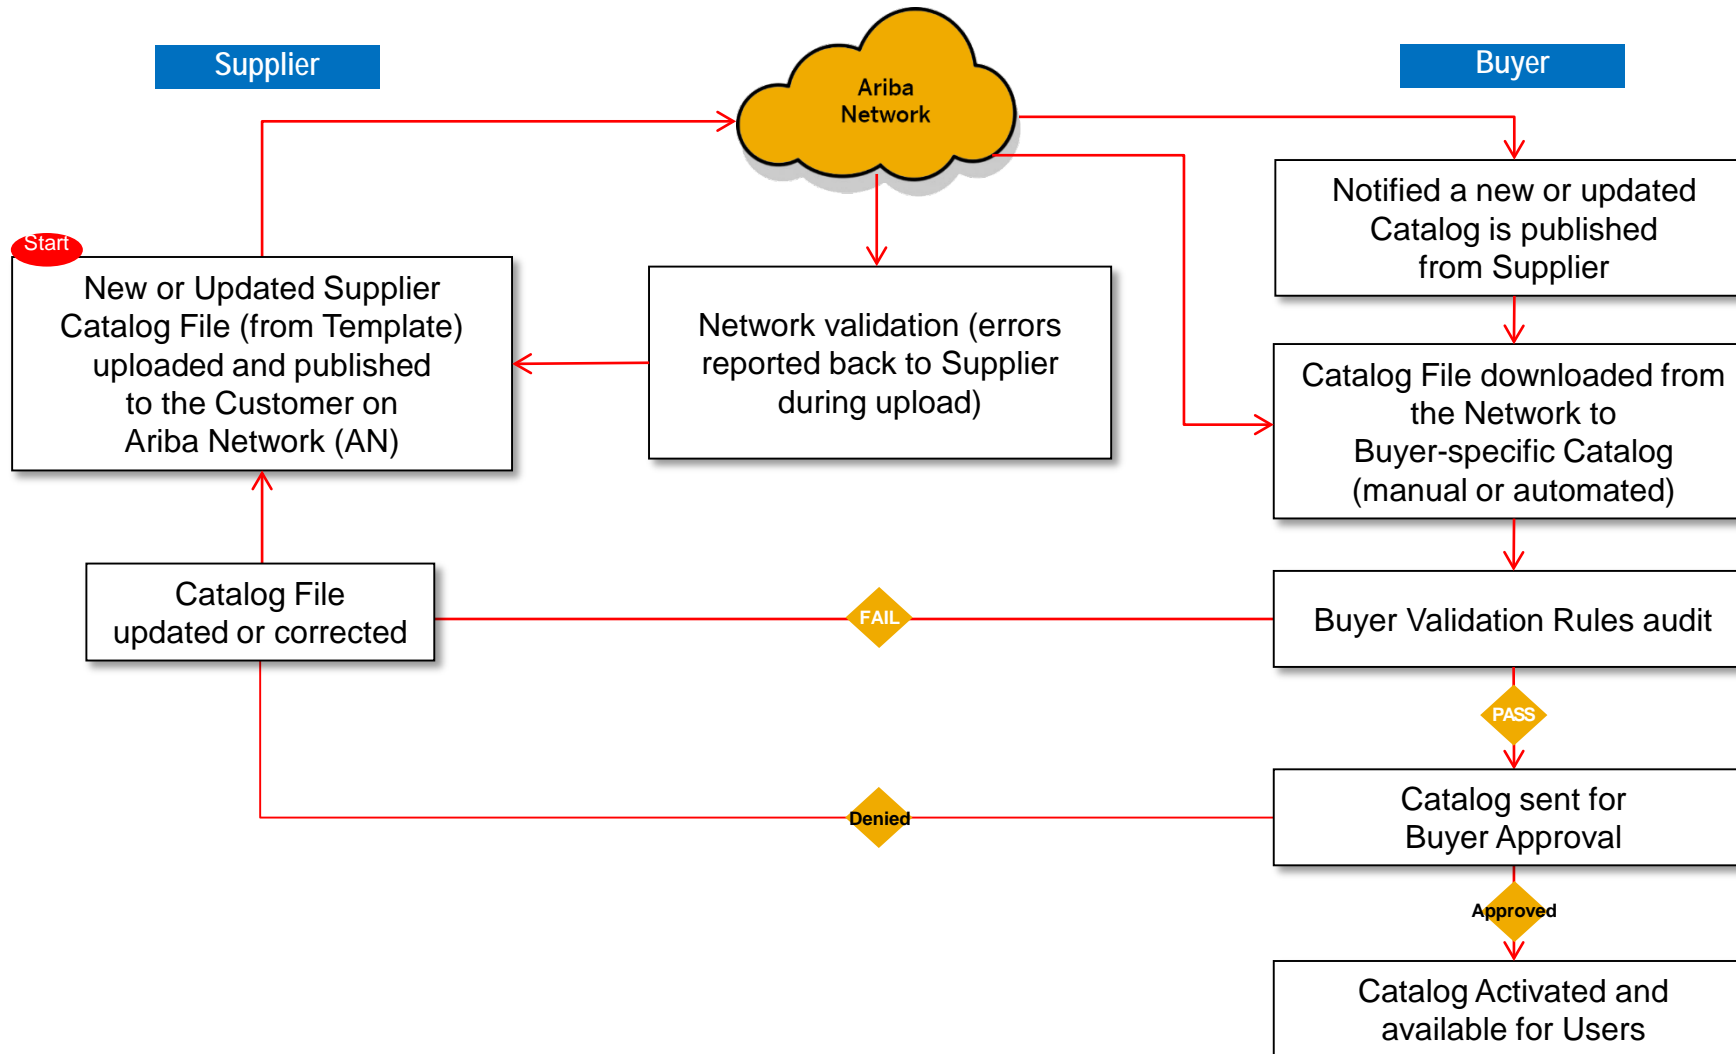 Supplier
Ariba
Network
Buyer
Start
New or Updated Supplier
Catalog File (from Template)
uploaded and published
to the Customer on
Ariba Network (AN)
Network validation (errors
reported back to Supplier
during upload)
Notified a new or updated
Catalog is published
from Supplier
Catalog File downloaded from
the Network to
Buyer-specific Catalog
(manual or automated)
Catalog File
updated or corrected
FAIL
Buyer Validation Rules audit
PASS
Denied
Catalog sent for
Buyer Approval
Approved
Catalog Activated and
available for Users